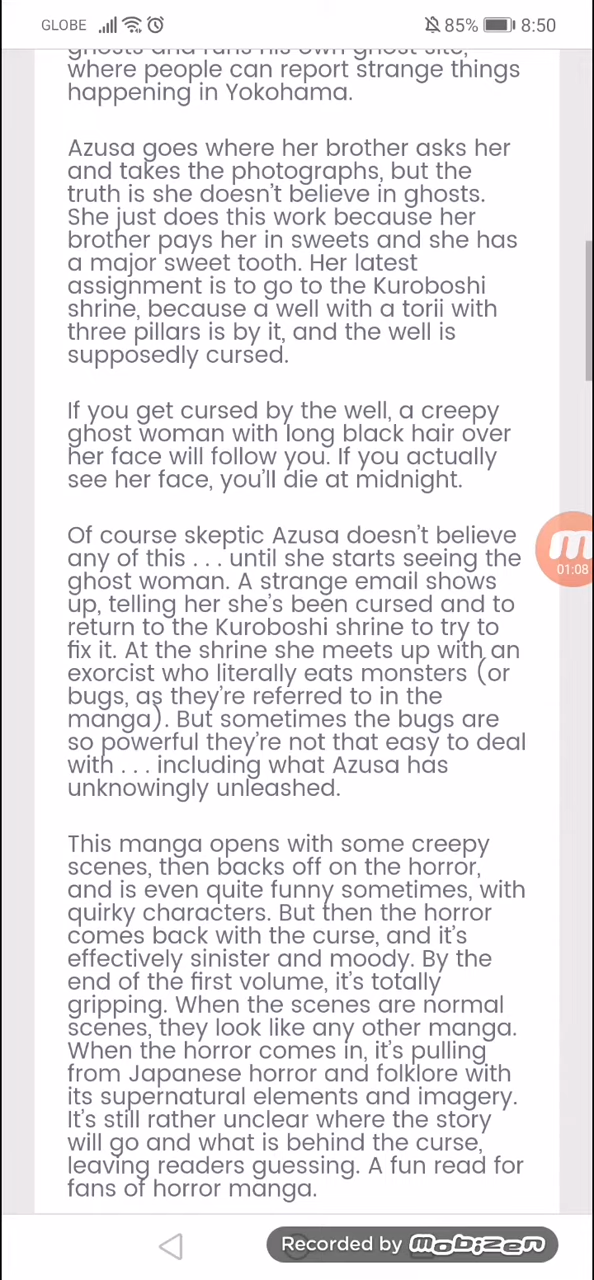 GLOBE 85% 8:50
ghosts and runs his own ghost site,
where people can report strange things
happening in Yokohama.
Azusa goes where her brother asks her
and takes the photographs, but the
truth is she doesn’t believe in ghosts.
She just does this work because her
brother pays her in sweets and she has
a major sweet tooth. Her latest
assignment is to go to the Kuroboshi
shrine, because a well with a torii with
three pillars is by it, and the well is
supposedly cursed.
If you get cursed by the well, a creepy
ghost woman with long black hair over
her face will follow you. If you actually
see her face, you’ll die at midnight.
Of course skeptic Azusa doesn’t believe
any of this . . . until she starts seeing the
ghost woman. A strange email shows
up, telling her she’s been cursed and to
return to the Kuroboshi shrine to try to
fix it. At the shrine she meets up with an
exorcist who literally eats monsters (or
bugs, as they’re referred to in the
manga). But sometimes the bugs are
so powerful they’re not that easy to deal
with . . . including what Azusa has
unknowingly unleashed.
This manga opens with some creepy
scenes, then backs off on the horror,
and is even quite funny sometimes, with
quirky characters. But then the horror
comes back with the curse, and it’s
effectively sinister and moody. By the
end of the first volume, it’s totally
gripping. When the scenes are normal
scenes, they look like any other manga.
When the horror comes in, it’s pulling
from Japanese horror and folklore with
its supernatural elements and imagery.
It’s still rather unclear where the story
will go and what is behind the curse,
leaving readers guessing. A fun read for
fans of horror manga.
01:08
Recorded by mobizen